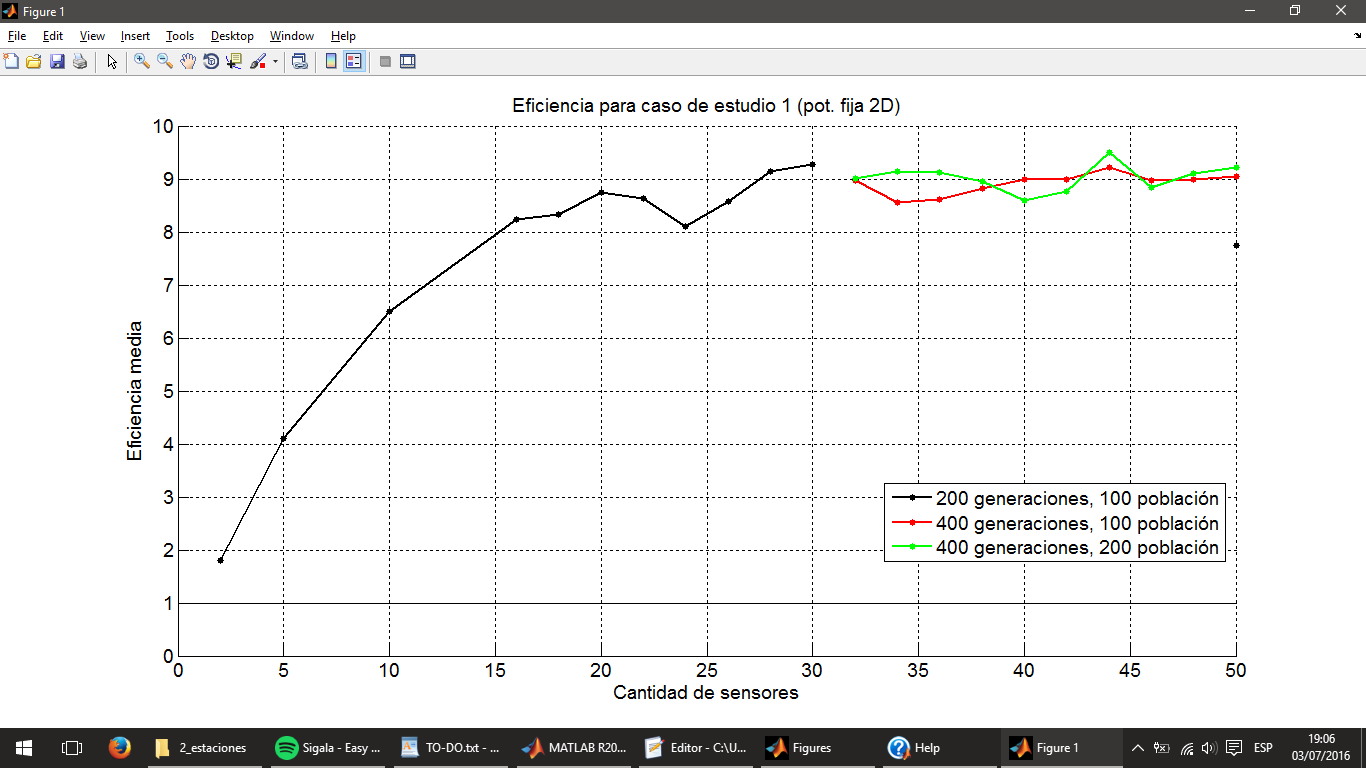 Figure 1
File Edit View Insert Tools Desktop Window Help
Eficiencia para caso de estudio 1 (pot. fija 2D)
10
9
8
7
6
5
4
3
2
1
0
Eficiencia media
200 generaciones, 100 población
400 generaciones, 100 población
400 generaciones, 200 población
0 5 10 15 20 25 30 35 40 45 50
Cantidad de sensores
2_estaciones Sigala - Easy ... TO-DO.txt - ... MATLAB R20... Editor - C:\U... Figures Help Figure 1 ESP 19:06
03/07/2016